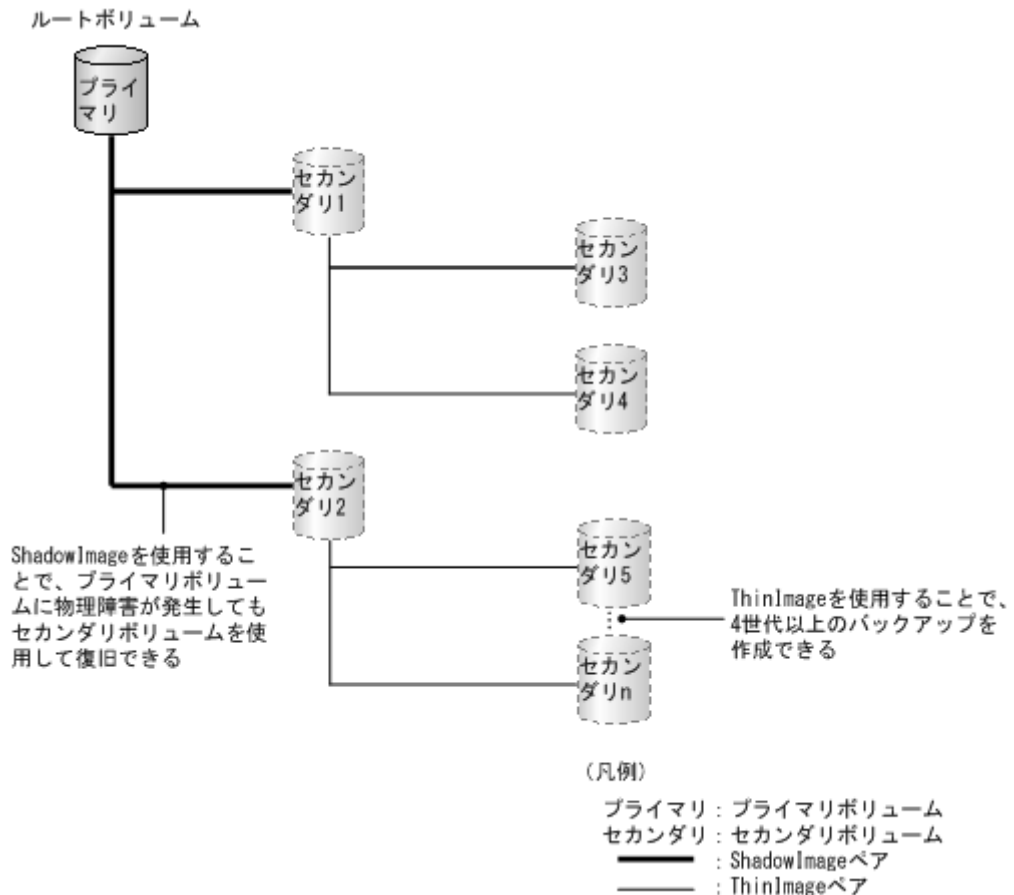 ルートボリューム
プライ
マリ
セカン
ダリ1
セカン
ダリ3
セカン
ダリ4
セカン
ダリ2
ShadowImageを使用するこ
とで、プライマリボリュー
ムに物理障害が発生しても
セカンダリボリュームを使
用して復旧できる
セカン
ダリ5
ThinImageを使用することで、
4世代以上のバックアップを
作成できる
セカン
ダリn
(凡例)
プライマリ：プライマリボリューム
セカンダリ：セカンダリボリューム
：ShadowImageペア
：ThinImageペア